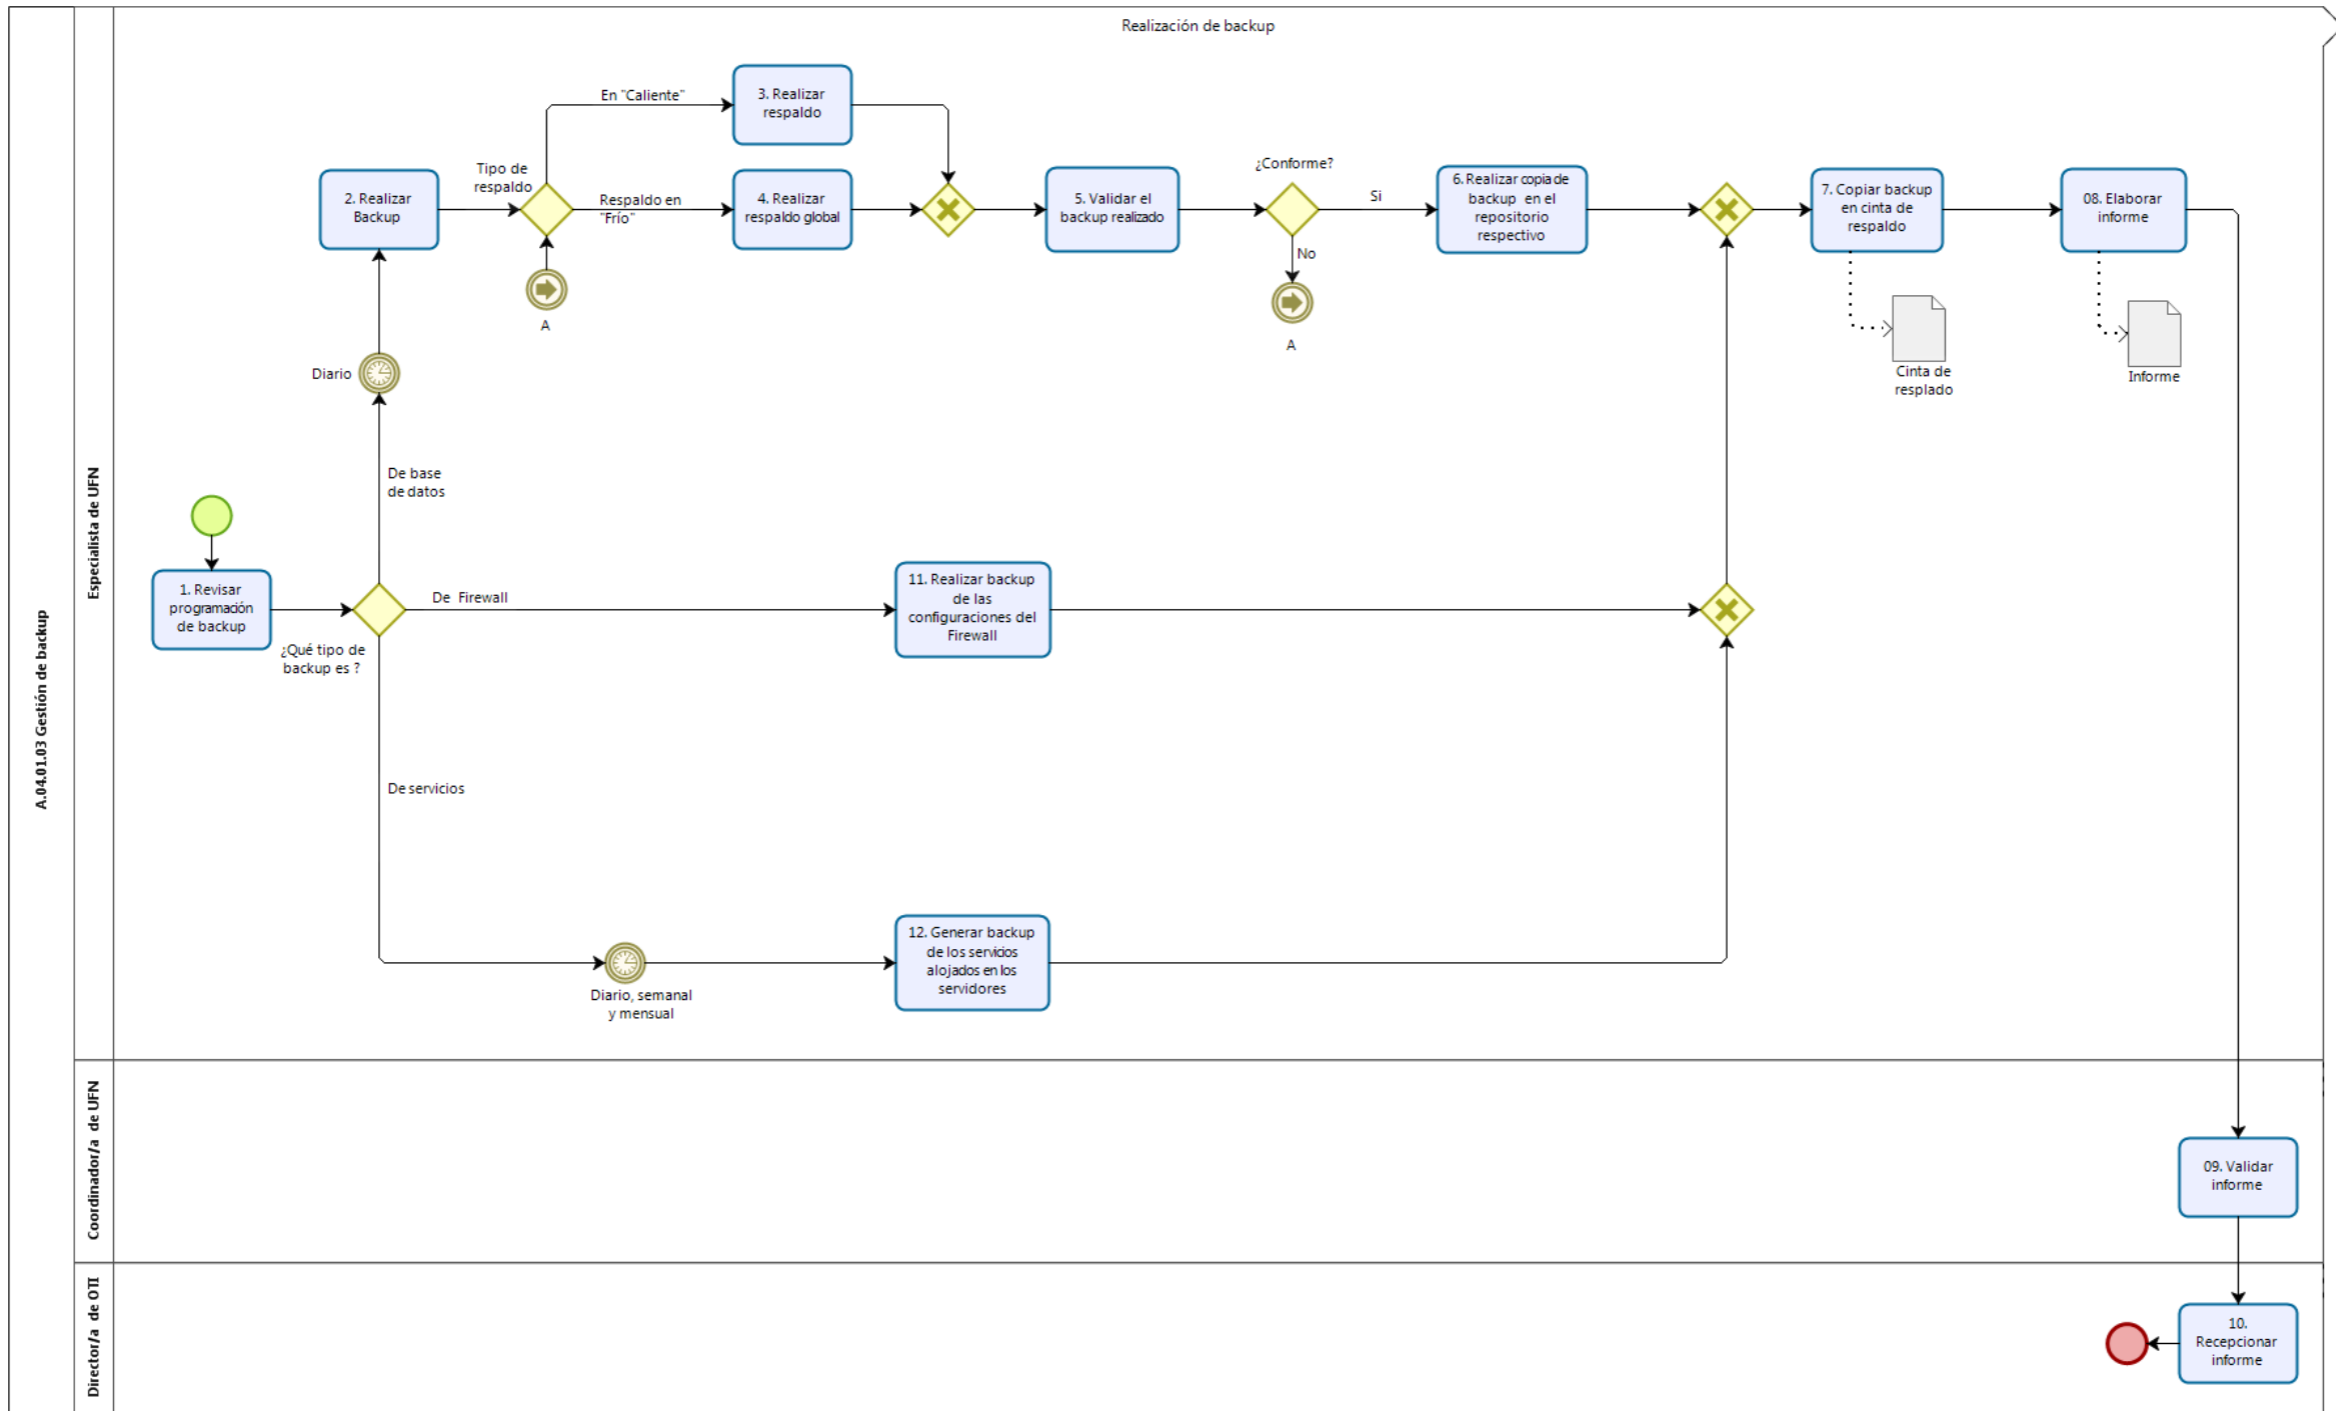 Realización de backup
A.04.01.03 Gestión de backup
Especialista de UFN
En "Caliente"
3. Realizar
respaldo
Tipo de
respaldo
2. Realizar
Backup
Respaldo en
"Frío"
4. Realizar
respaldo global
5. Validar el
backup realizado
¿Conforme?
Si
No
6. Realizar copia de
backup en el
repositorio
respectivo
7. Copiar backup
en cinta de
respaldo
08. Elaborar
informe
A
A
Cinta de
resplado
Informe
Diario
De base
de datos
1. Revisar
programación
de backup
¿Qué tipo de
backup es ?
De Firewall
11. Realizar backup
de las
configuraciones del
Firewall
De servicios
Diario, semanal
y mensual
12. Generar backup
de los servicios
alojados en los
servidores
Coordinador/a de UFN
09. Validar
informe
Director/a de OTI
10.
Recepcionar
informe